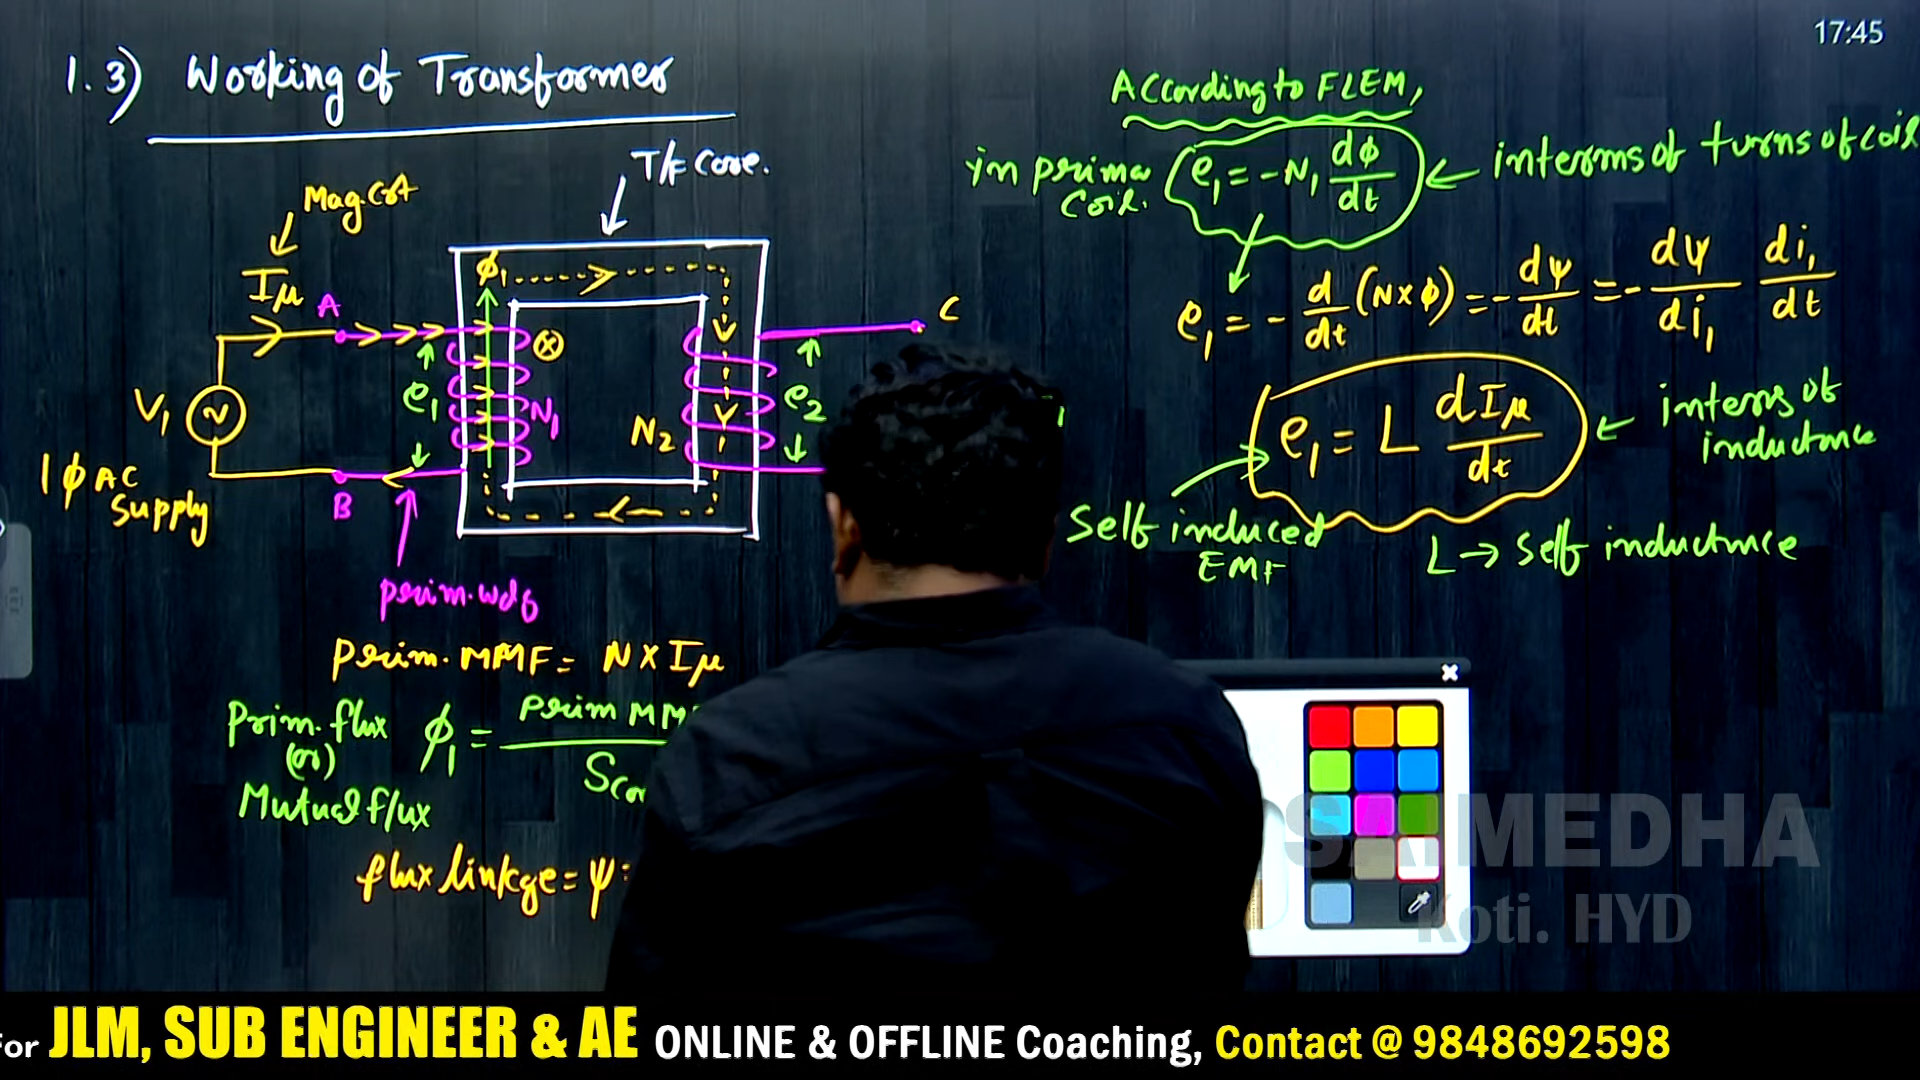 17:45
1.3) Working of Transformer
T/F Core.
Mag.crt
Iμ
A
B
V₁
~
1 ϕ AC
Supply
ϕ₁
⊗
e₁
N₁
N₂
e₂
C
prim.wdg
prim. MMF = N X Iμ
Prim. flux
(or)
Mutual flux
ϕ₁ =
prim
flux linkge = ψ
According to FLEM,
in prima
Coil.
e₁ = -N₁ dϕ/dt
← interms of turns of coil
e₁ = - d/dt (N x ϕ) = - dψ/dt = - dψ/di₁ di₁/dt
e₁ = L dIμ/dt
← interms of
inductance
Self induced
EMF
L → Self inductance
SAIMEDHA
Koti. HYD
For JLM, SUB ENGINEER & AE ONLINE & OFFLINE Coaching, Contact @ 9848692598